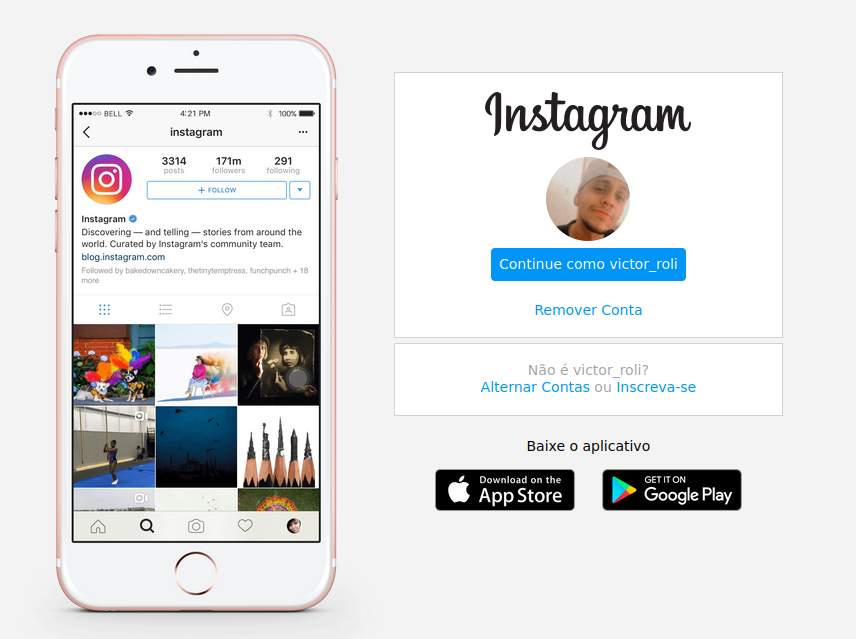 ●●●○○ BELL 4:21 PM 100%
instagram
3314 171m 291
posts followers following
+ FOLLOW
Instagram
Discovering — and telling — stories from around the
world. Curated by Instagram's community team.
blog.instagram.com
Followed by bakedowncakery, thetinytemptress, funchpunch + 18
more
Instagram
Continue como victor_roli
Remover Conta
Não é victor_roli?
Alternar Contas ou Inscreva-se
Baixe o aplicativo
Download on the
App Store
GET IT ON
Google Play